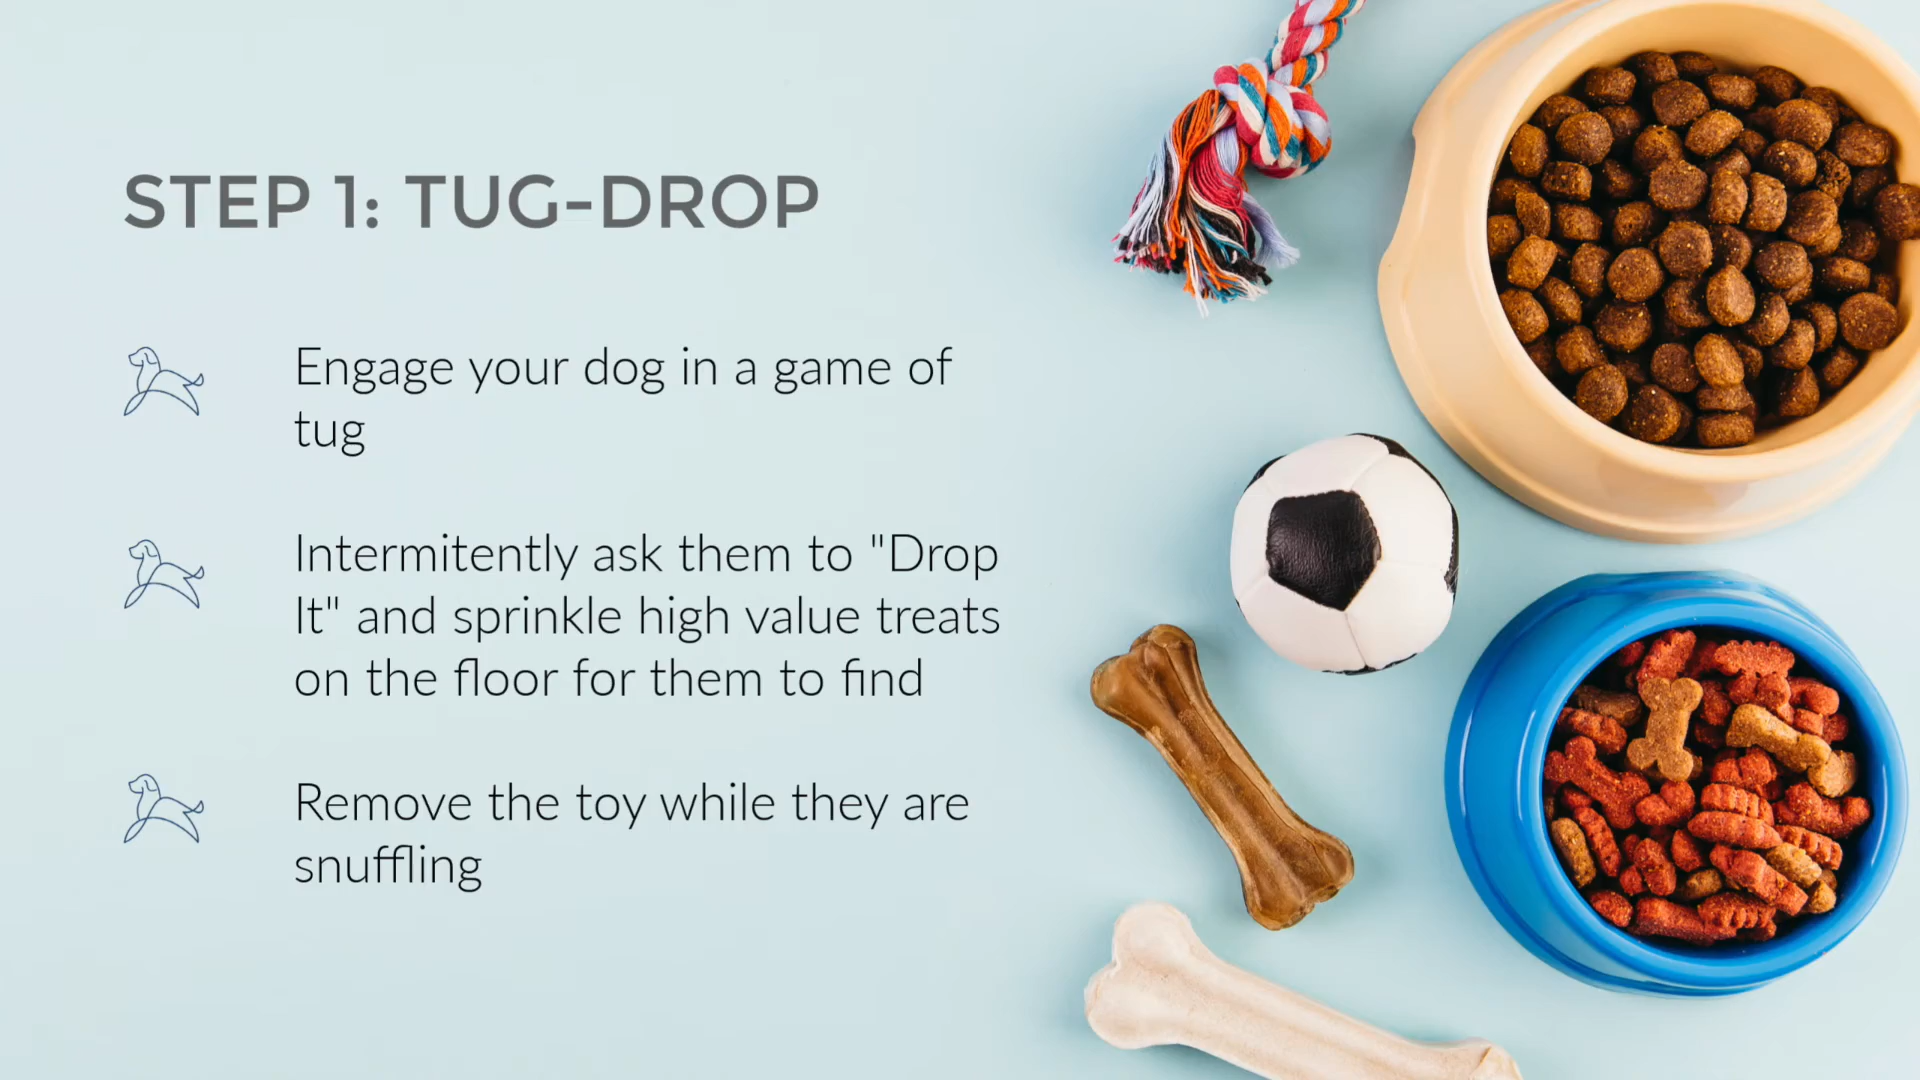 STEP 1: TUG-DROP
Engage your dog in a game of
tug
Intermitently ask them to "Drop
It" and sprinkle high value treats
on the floor for them to find
Remove the toy while they are
snuffling